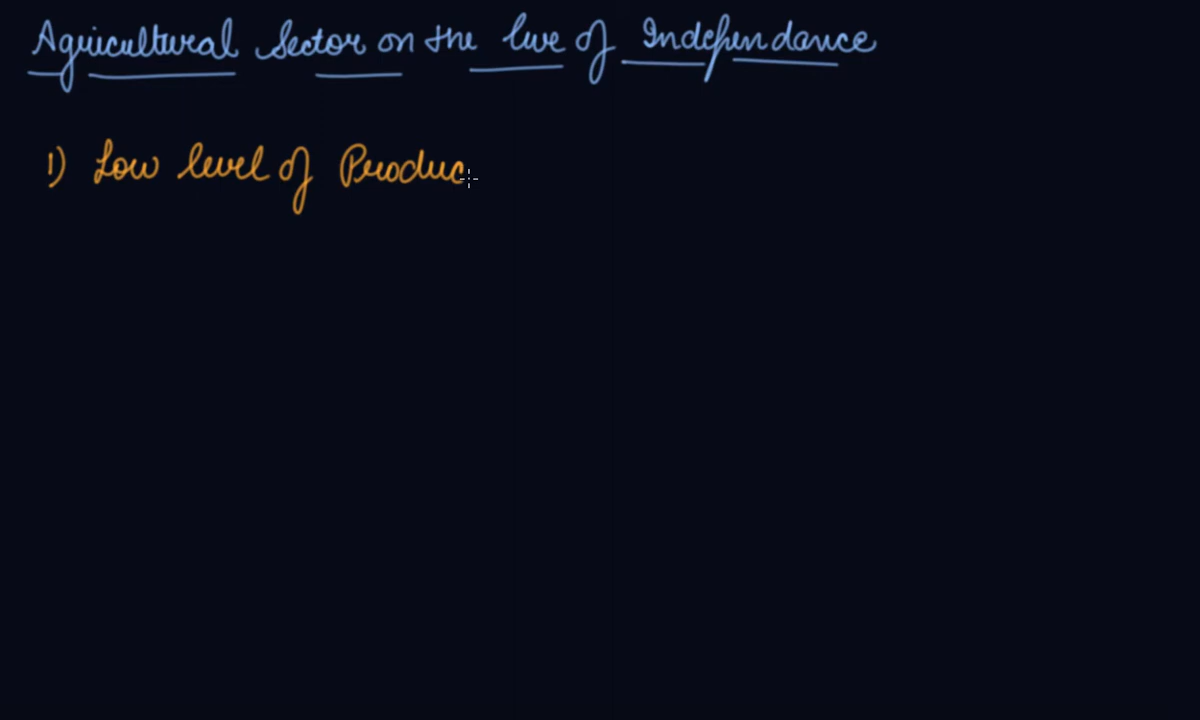 Agricultural Sector on the Eve of Independance
1) Low level of Produc